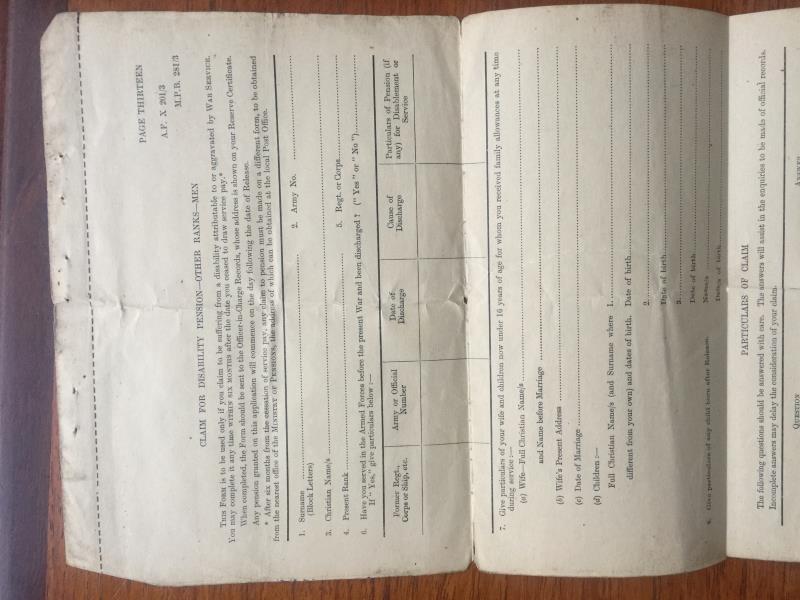 PAGE THIRTEEN
A.F. X 201/3
M.P.B. 281/3
CLAIM FOR DISABILITY PENSION—OTHER RANKS—MEN
THIS FORM is to be used only if you claim to be suffering from a disability attributable to or aggravated by WAR SERVICE.
You may complete it any time WITHIN SIX MONTHS after the date you ceased to draw service pay.*
When completed, the Form should be sent to the Officer-in-Charge Records, whose address is shown on your Reserve Certificate.
Any pension granted on this application will commence on the day following the date of Release.
* After six months from the cessation of service pay, any claim to pension must be made on a different form, to be obtained
from the nearest office of the MINISTRY OF PENSIONS, the address of which can be obtained at the local Post Office.
1. Surname 2. Army No.
(Block Letters)
3. Christian Name/s
4. Present Rank 5. Regt. or Corps
6. Have you served in the Armed Forces before the present War and been discharged? ("Yes" or "No")
If "Yes," give particulars below :—
Former Regt., Corps or Ship, etc.
Army or Official Number
Date of Discharge
Cause of Discharge
Particulars of Pension (if any) for Disablement or Service
7. Give particulars of your wife and children now under 16 years of age for whom you received family allowances at any time
during service :—
(a) Wife—Full Christian Name/s
and Name before Marriage
(b) Wife's Present Address
(c) Date of Marriage
(d) Children :—
Full Christian Name/s (and Surname where 1.
different from your own) and dates of birth. Date of birth
2.
Date of birth
3.
Date of birth
8. Give particulars of any child born after Release. Name/s
Date of birth
PARTICULARS OF CLAIM
The following questions should be answered with care. The answers will assist in the enquiries to be made of official records.
Incomplete answers may delay the consideration of your claim.
QUESTION ANSWER